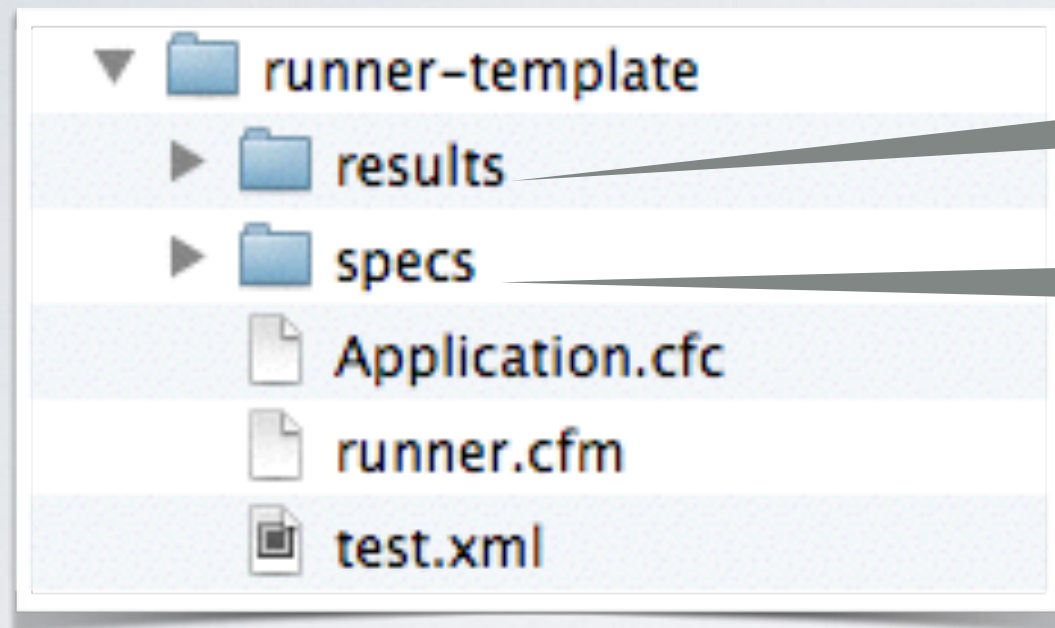 runner-template
results
specs
Application.cfc
runner.cfm
test.xml